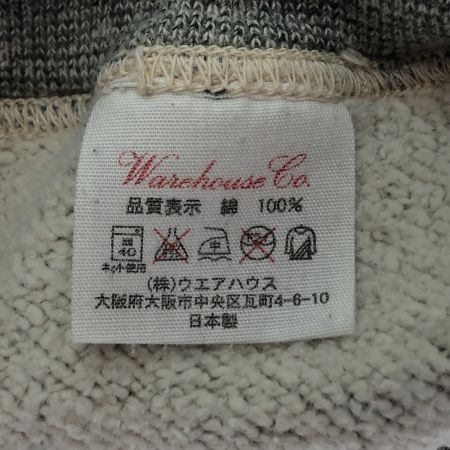 Warehouse Co.
品質表示 綿 100%
40
ネット使用
(株)ウエアハウス
大阪府大阪市中央区瓦町4-6-10
日本製